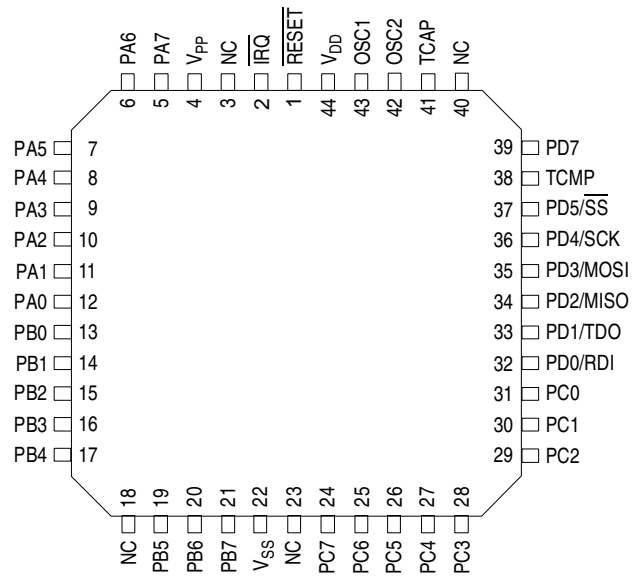 PA6 PA7 VPP NC IRQ RESET VDD OSC1 OSC2 TCAP NC
6 5 4 3 2 1 44 43 42 41 40
PA5 7 39 PD7
PA4 8 38 TCMP
PA3 9 37 PD5/SS
PA2 10 36 PD4/SCK
PA1 11 35 PD3/MOSI
PA0 12 34 PD2/MISO
PB0 13 33 PD1/TDO
PB1 14 32 PD0/RDI
PB2 15 31 PC0
PB3 16 30 PC1
PB4 17 29 PC2
18 19 20 21 22 23 24 25 26 27 28
NC PB5 PB6 PB7 VSS NC PC7 PC6 PC5 PC4 PC3